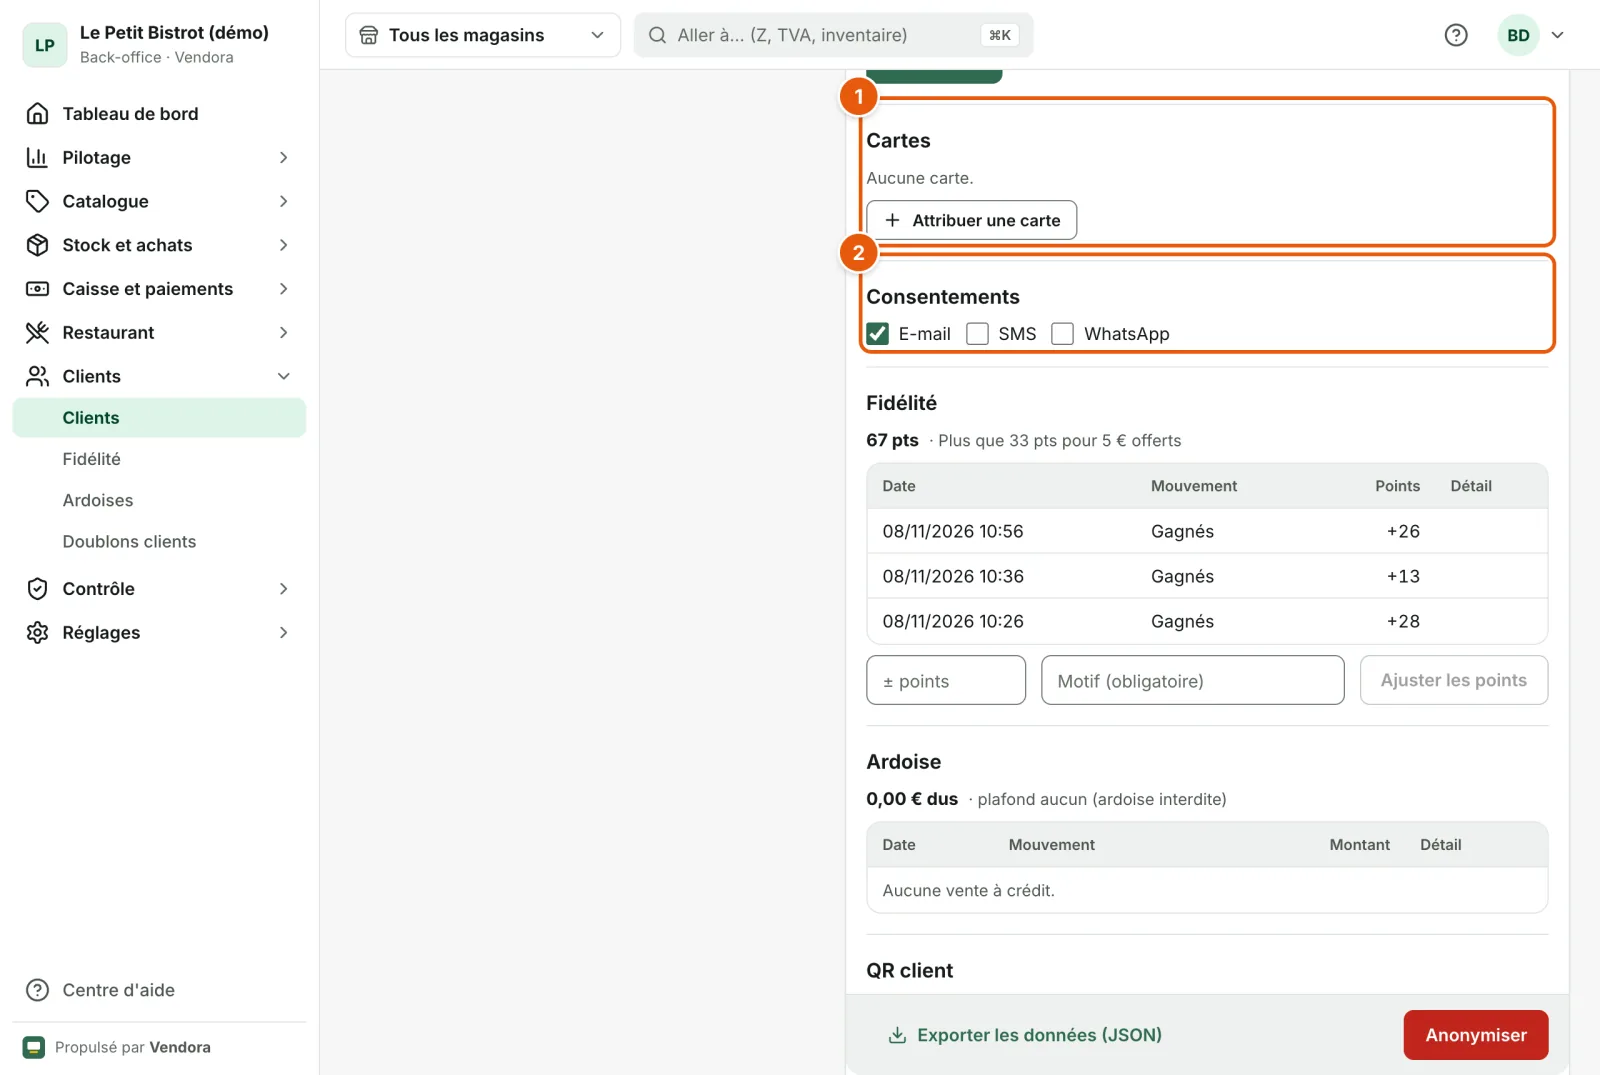 LP
Le Petit Bistrot (démo)
Back-office · Vendora
Tous les magasins
Aller à... (Z, TVA, inventaire)
⌘K
BD
Tableau de bord
Pilotage
Catalogue
Stock et achats
Caisse et paiements
Restaurant
Clients
Clients
Fidélité
Ardoises
Doublons clients
Contrôle
Réglages
Centre d'aide
Propulsé par Vendora
1
Cartes
Aucune carte.
+ Attribuer une carte
2
Consentements
E-mail SMS WhatsApp
Fidélité
67 pts · Plus que 33 pts pour 5 € offerts
Date Mouvement Points Détail
08/11/2026 10:56 Gagnés +26
08/11/2026 10:36 Gagnés +13
08/11/2026 10:26 Gagnés +28
± points Motif (obligatoire) Ajuster les points
Ardoise
0,00 € dus · plafond aucun (ardoise interdite)
Date Mouvement Montant Détail
Aucune vente à crédit.
QR client
Exporter les données (JSON) Anonymiser